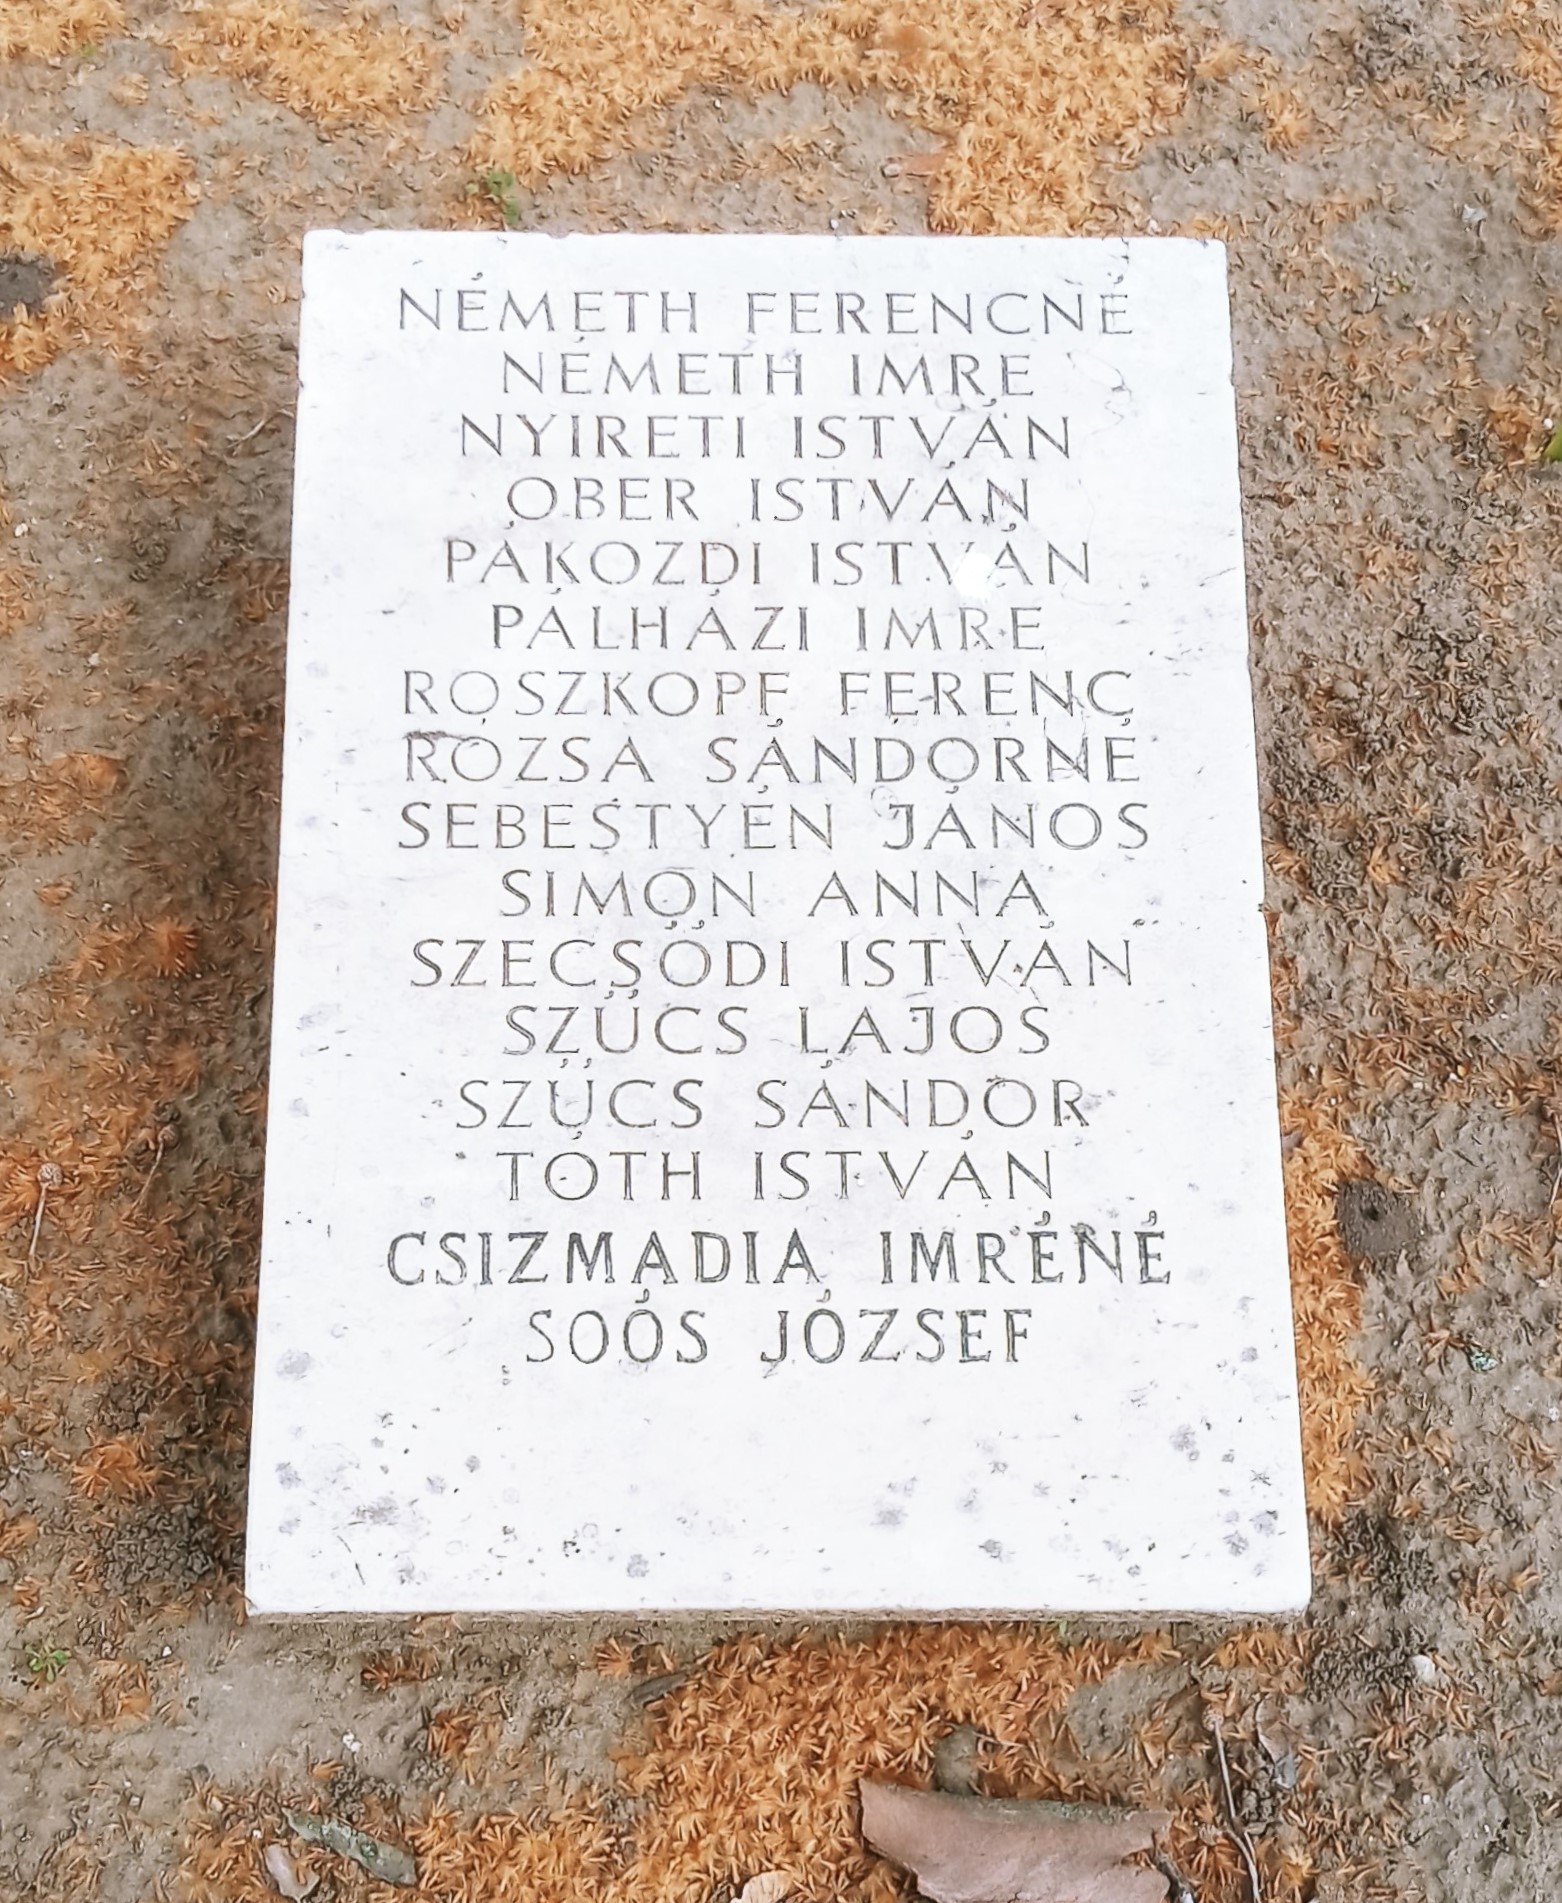 NÉMETH FERENCNÉ
NÉMETH IMRE
NYIRETI ISTVÁN
OBER ISTVÁN
PÁKOZDI ISTVÁN
PÁLHÁZI IMRE
ROSZKOPF FERENC
RÓZSA SÁNDORNÉ
SEBESTYÉN JÁNOS
SIMON ANNA
SZECSŐDI ISTVÁN
SZŰCS LAJOS
SZŰCS SÁNDOR
TÓTH ISTVÁN
CSIZMADIA IMRÉNÉ
SOÓS JÓZSEF